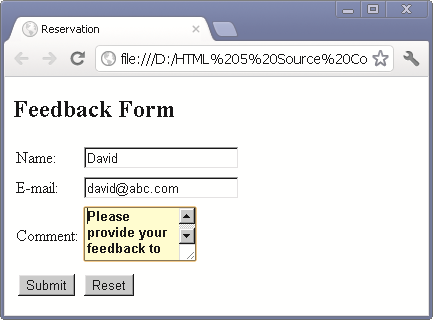 Reservation
file:///D:/HTML%205%20Source%20Co
Feedback Form
Name: David
E-mail: david@abc.com
Comment: Please
provide your
feedback to
Submit Reset